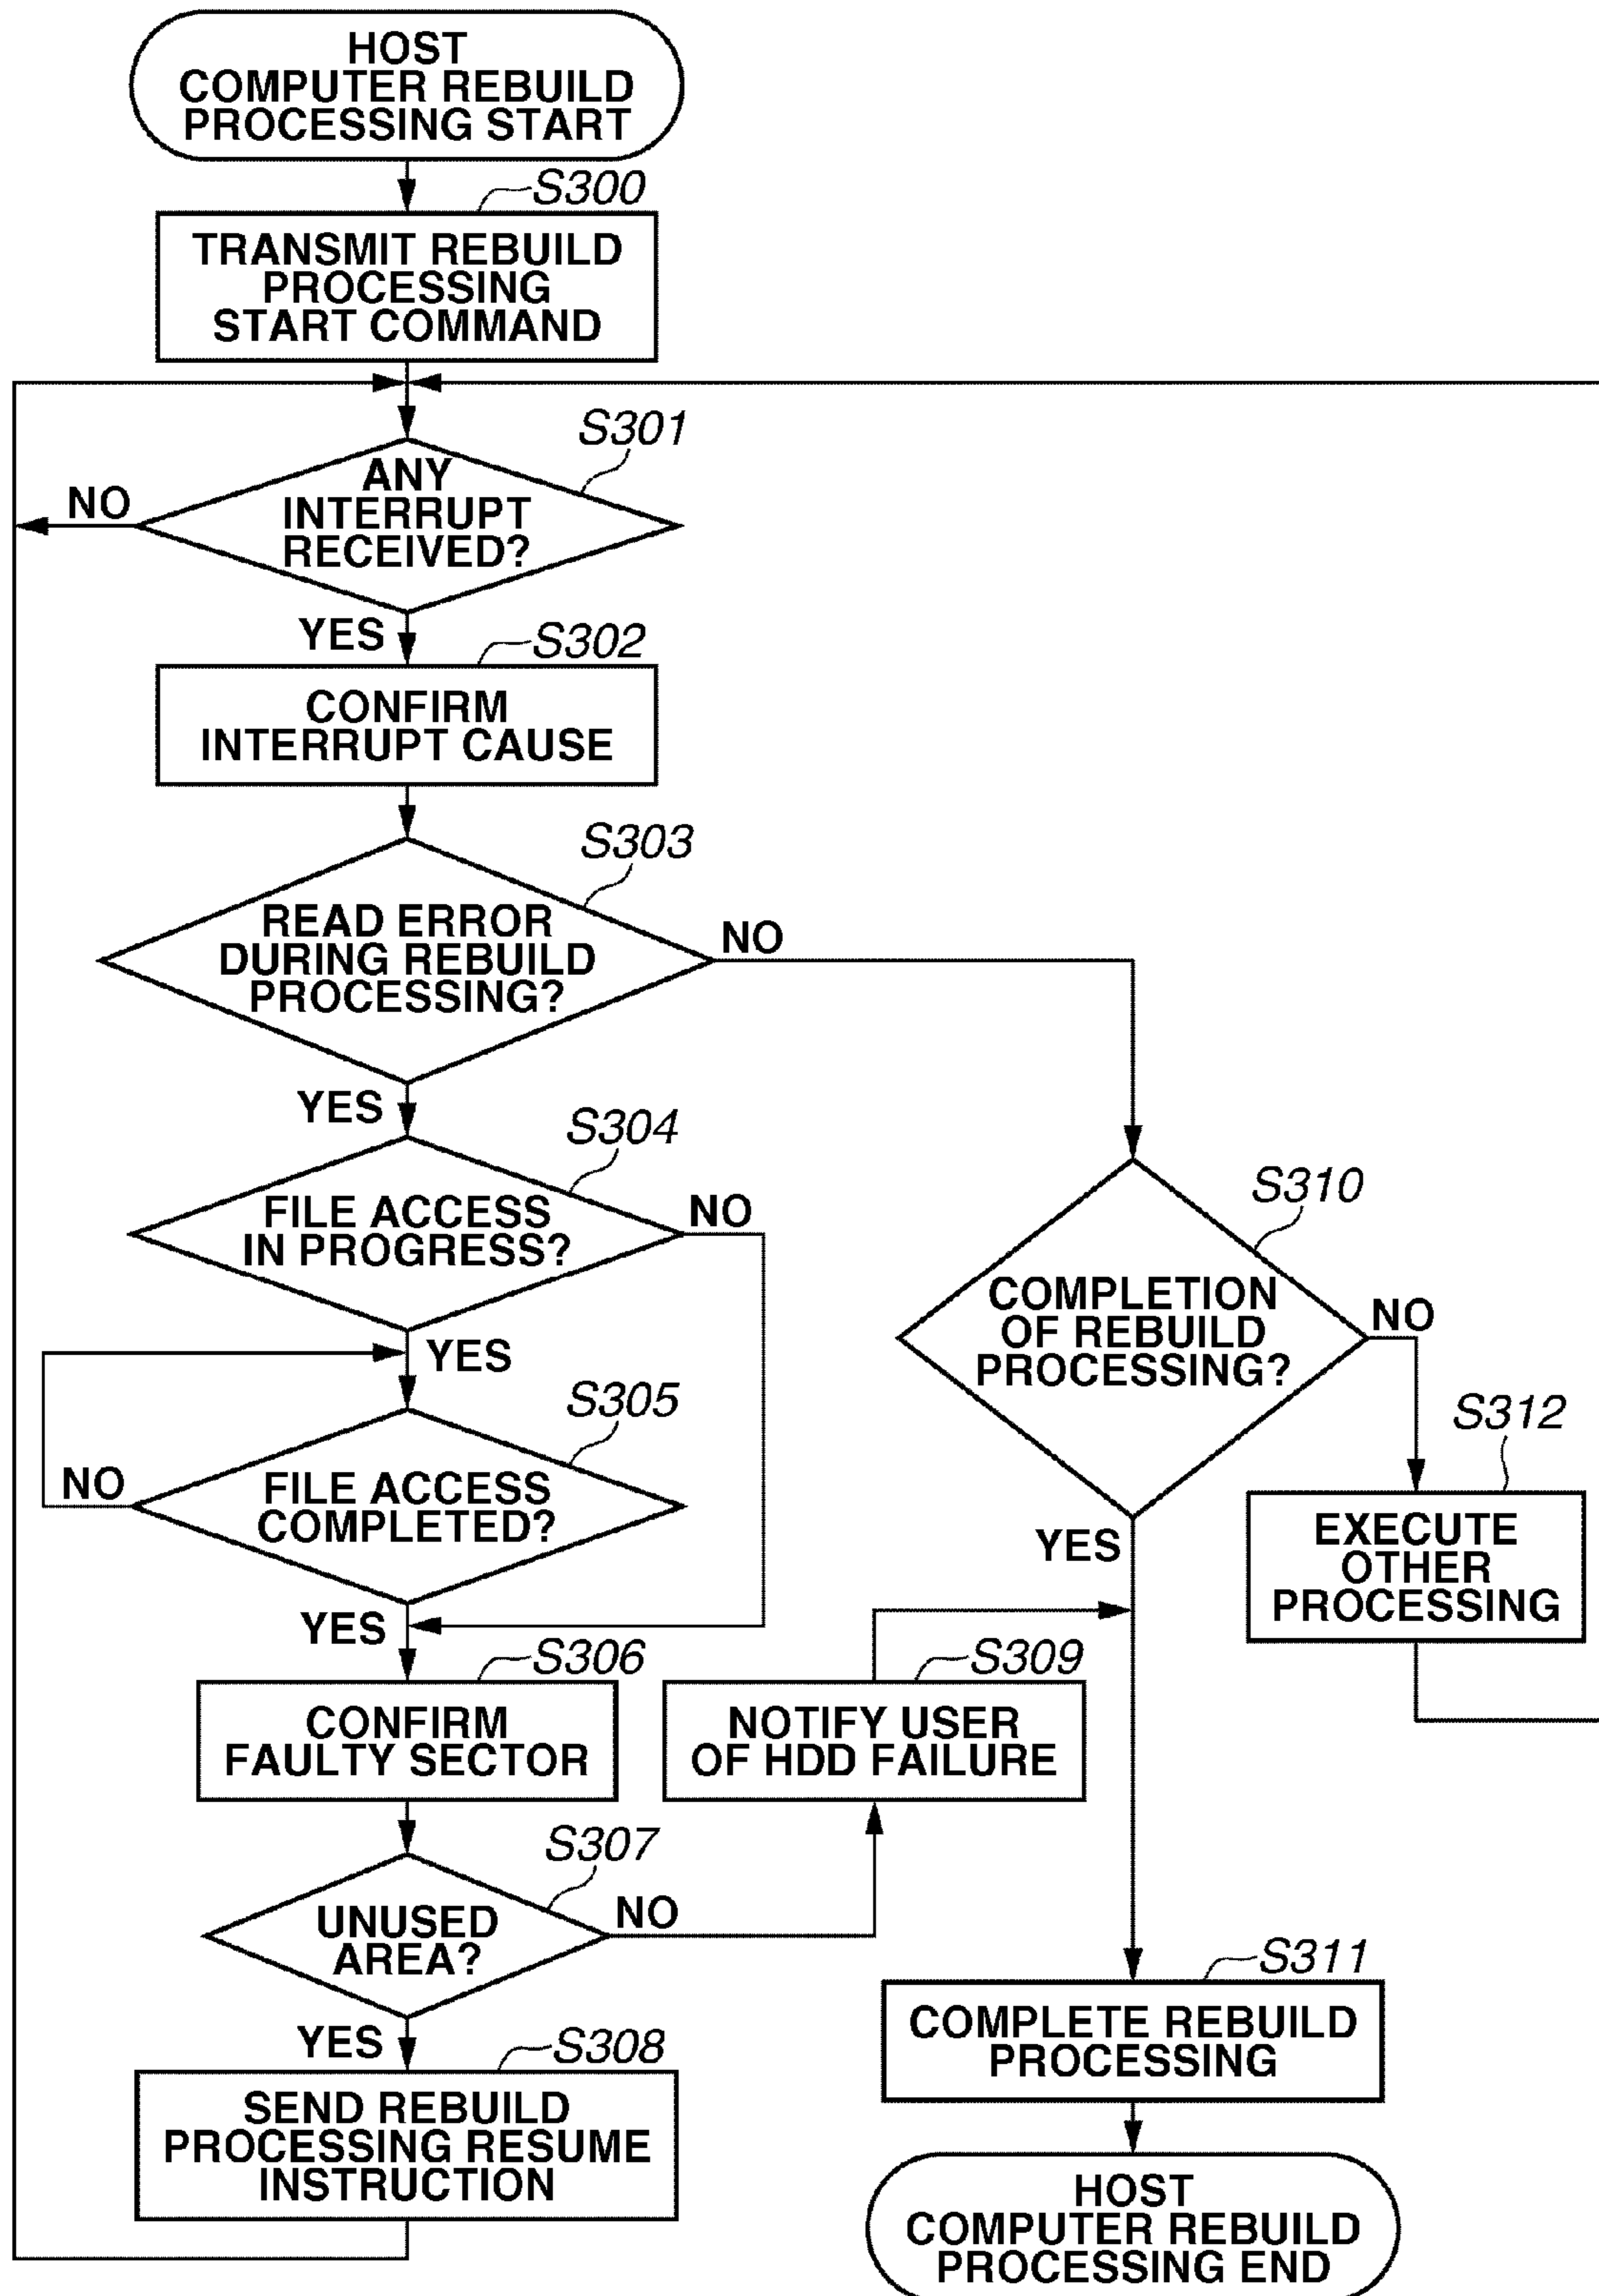 HOST
COMPUTER REBUILD
PROCESSING START
S300
TRANSMIT REBUILD
PROCESSING
START COMMAND
S301
ANY
INTERRUPT
RECEIVED?
NO
YES
S302
CONFIRM
INTERRUPT CAUSE
S303
READ ERROR
DURING REBUILD
PROCESSING?
NO
YES
S304
FILE ACCESS
IN PROGRESS?
NO
YES
S305
FILE ACCESS
COMPLETED?
NO
YES
S306
CONFIRM
FAULTY SECTOR
S307
UNUSED
AREA?
NO
YES
S308
SEND REBUILD
PROCESSING RESUME
INSTRUCTION
S309
NOTIFY USER
OF HDD FAILURE
S310
COMPLETION
OF REBUILD
PROCESSING?
NO
YES
S312
EXECUTE
OTHER
PROCESSING
S311
COMPLETE REBUILD
PROCESSING
HOST
COMPUTER REBUILD
PROCESSING END